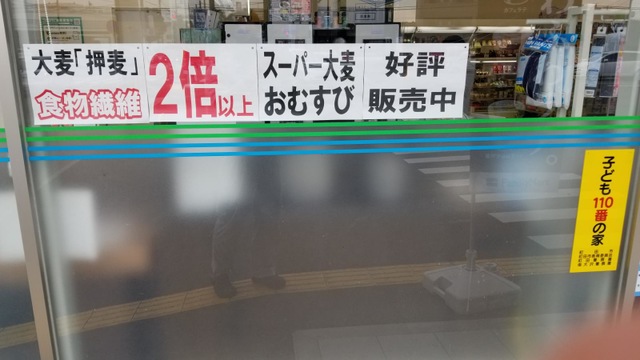 大麦「押麦」
食物繊維
2倍以上
スーパー大麦
おむすび
好評
販売中
子ども110番の家